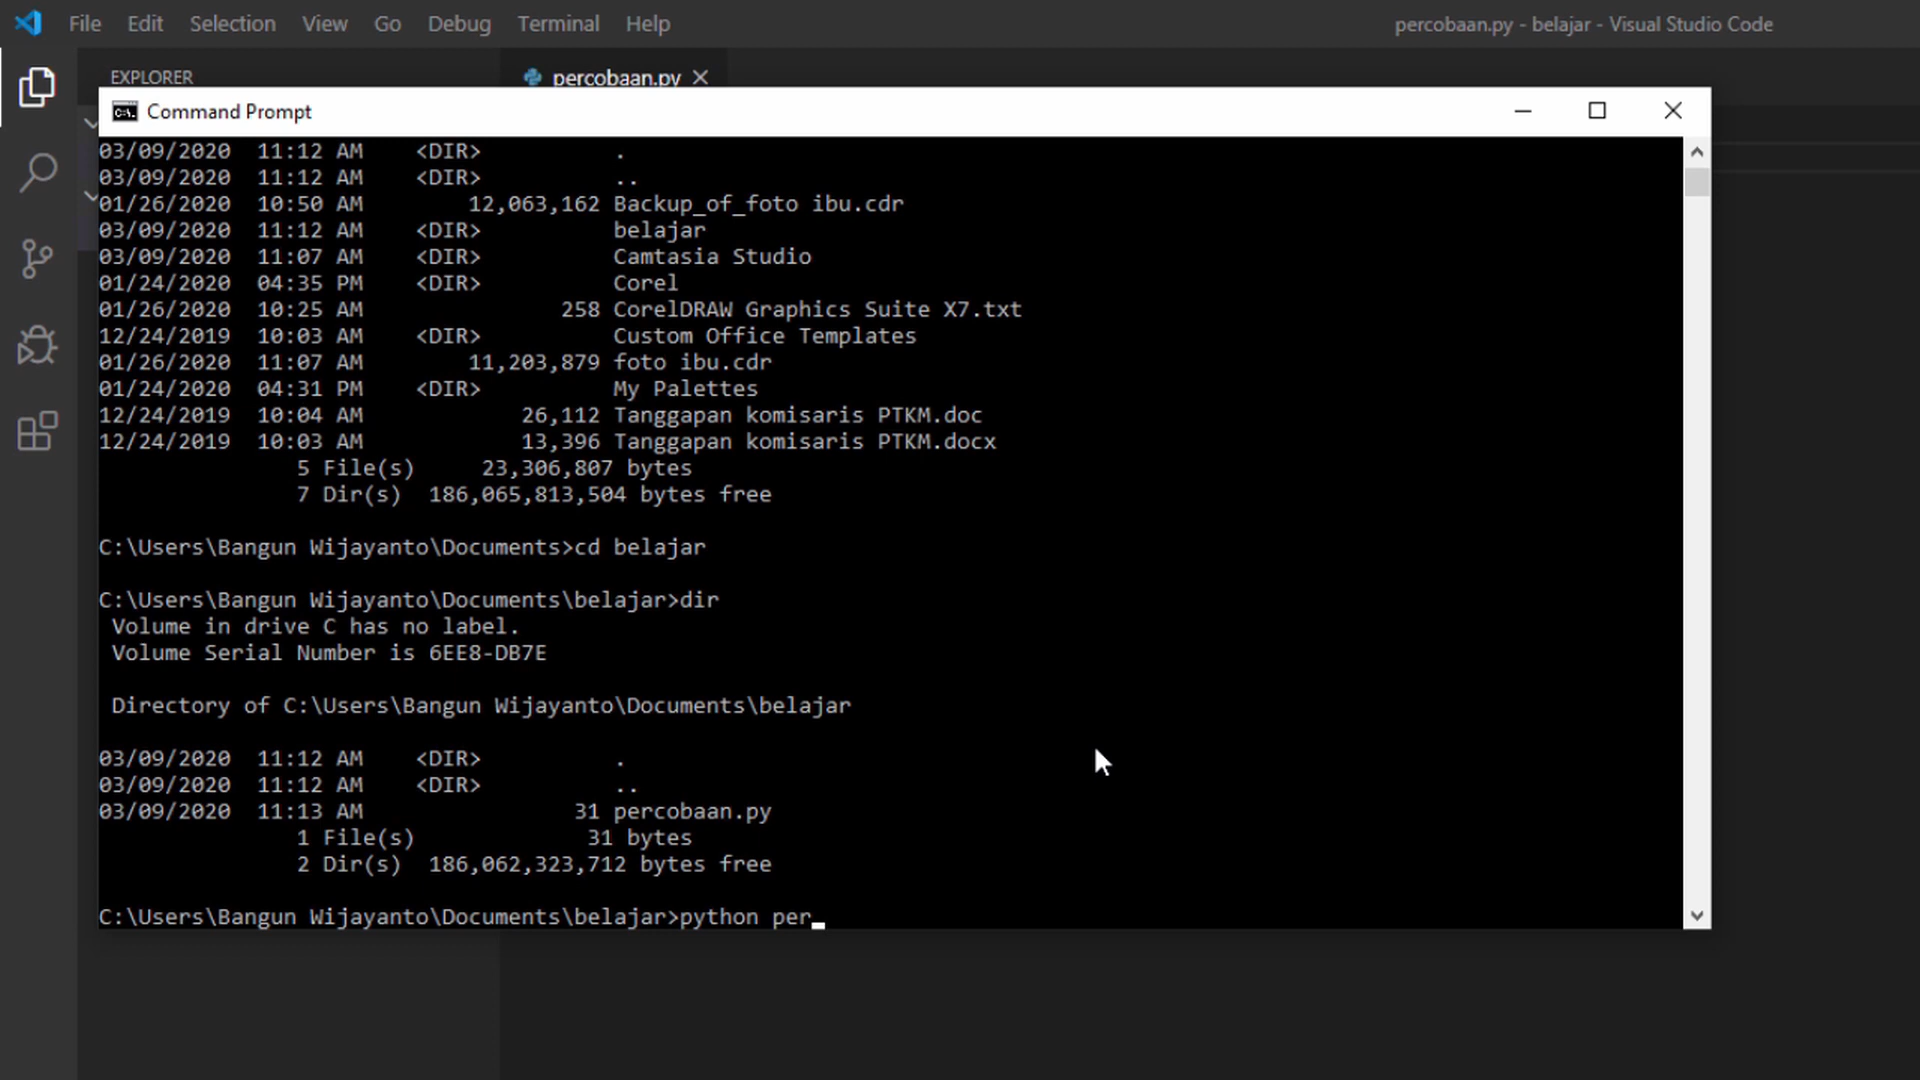 File Edit Selection View Go Debug Terminal Help
percobaan.py - belajar - Visual Studio Code
EXPLORER
percobaan.py
Command Prompt
03/09/2020 11:12 AM <DIR> .
03/09/2020 11:12 AM <DIR> ..
01/26/2020 10:50 AM 12,063,162 Backup_of_foto ibu.cdr
03/09/2020 11:12 AM <DIR> belajar
03/09/2020 11:07 AM <DIR> Camtasia Studio
01/24/2020 04:35 PM <DIR> Corel
01/26/2020 10:25 AM 258 CorelDRAW Graphics Suite X7.txt
12/24/2019 10:03 AM <DIR> Custom Office Templates
01/26/2020 11:07 AM 11,203,879 foto ibu.cdr
01/24/2020 04:31 PM <DIR> My Palettes
12/24/2019 10:04 AM 26,112 Tanggapan komisaris PTKM.doc
12/24/2019 10:03 AM 13,396 Tanggapan komisaris PTKM.docx
5 File(s) 23,306,807 bytes
7 Dir(s) 186,065,813,504 bytes free
C:\Users\Bangun Wijayanto\Documents>cd belajar
C:\Users\Bangun Wijayanto\Documents\belajar>dir
Volume in drive C has no label.
Volume Serial Number is 6EE8-DB7E
Directory of C:\Users\Bangun Wijayanto\Documents\belajar
03/09/2020 11:12 AM <DIR> .
03/09/2020 11:12 AM <DIR> ..
03/09/2020 11:13 AM 31 percobaan.py
1 File(s) 31 bytes
2 Dir(s) 186,062,323,712 bytes free
C:\Users\Bangun Wijayanto\Documents\belajar>python per_